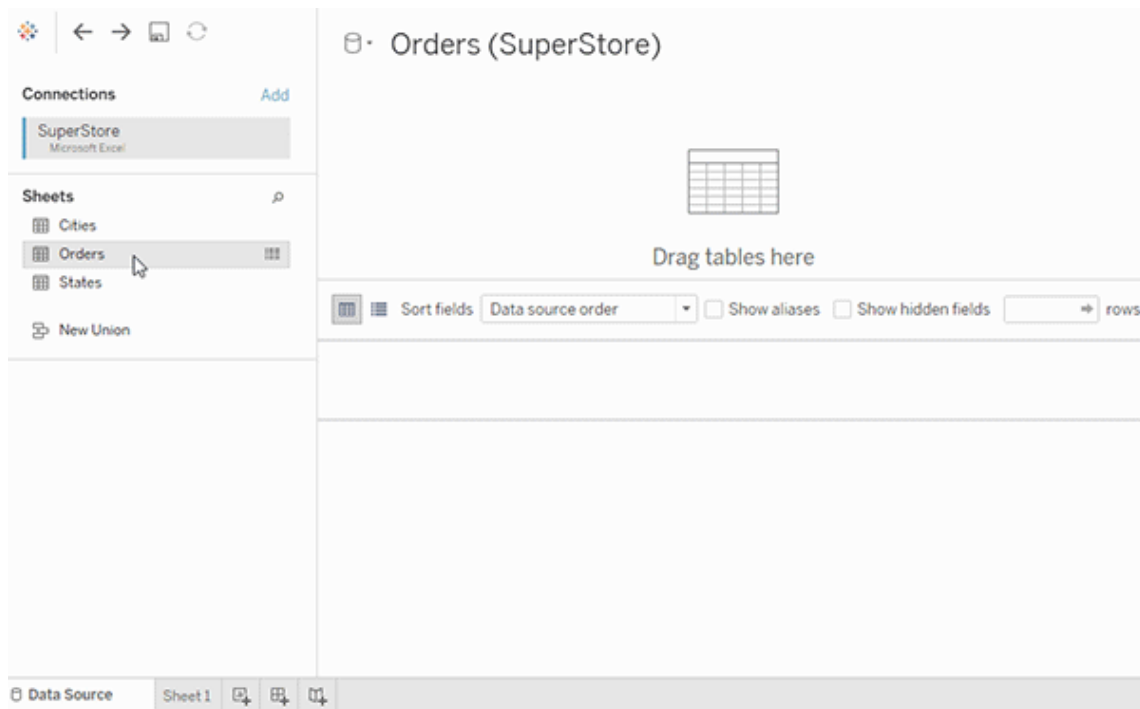 Orders (SuperStore)
Connections
Add
SuperStore
Microsoft Excel
Sheets
Cities
Orders
States
New Union
Drag tables here
Sort fields
Data source order
Show aliases
Show hidden fields
rows
Data Source
Sheet 1